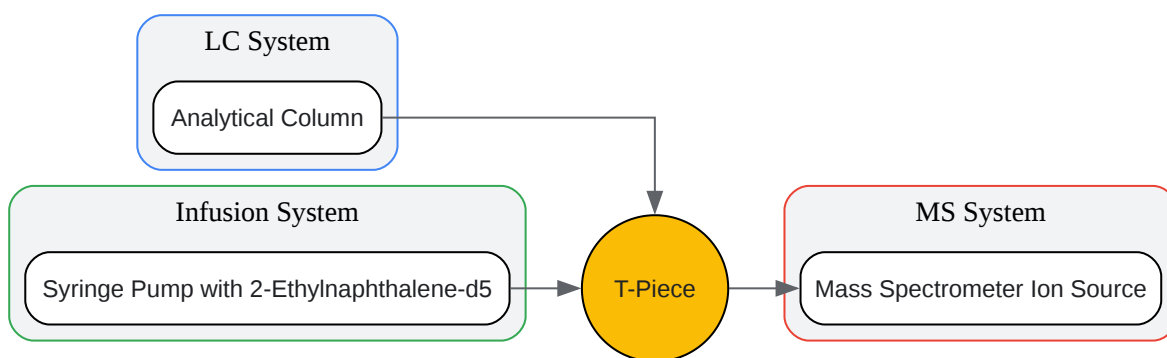 LC System
Analytical Column
Infusion System
Syringe Pump with 2-Ethylnaphthalene-d5
T-Piece
MS System
Mass Spectrometer Ion Source